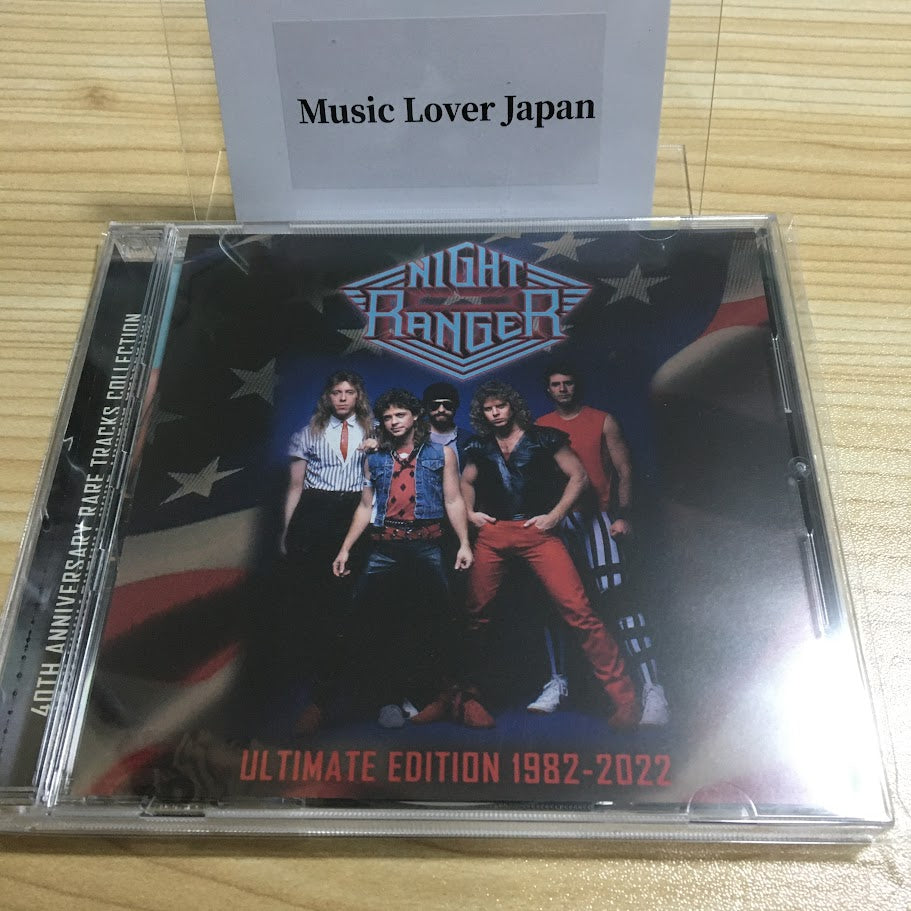 Music Lover Japan
NIGHT
RANGER
40TH ANNIVERSARY RARE TRACKS COLLECTION
ULTIMATE EDITION 1982-2022